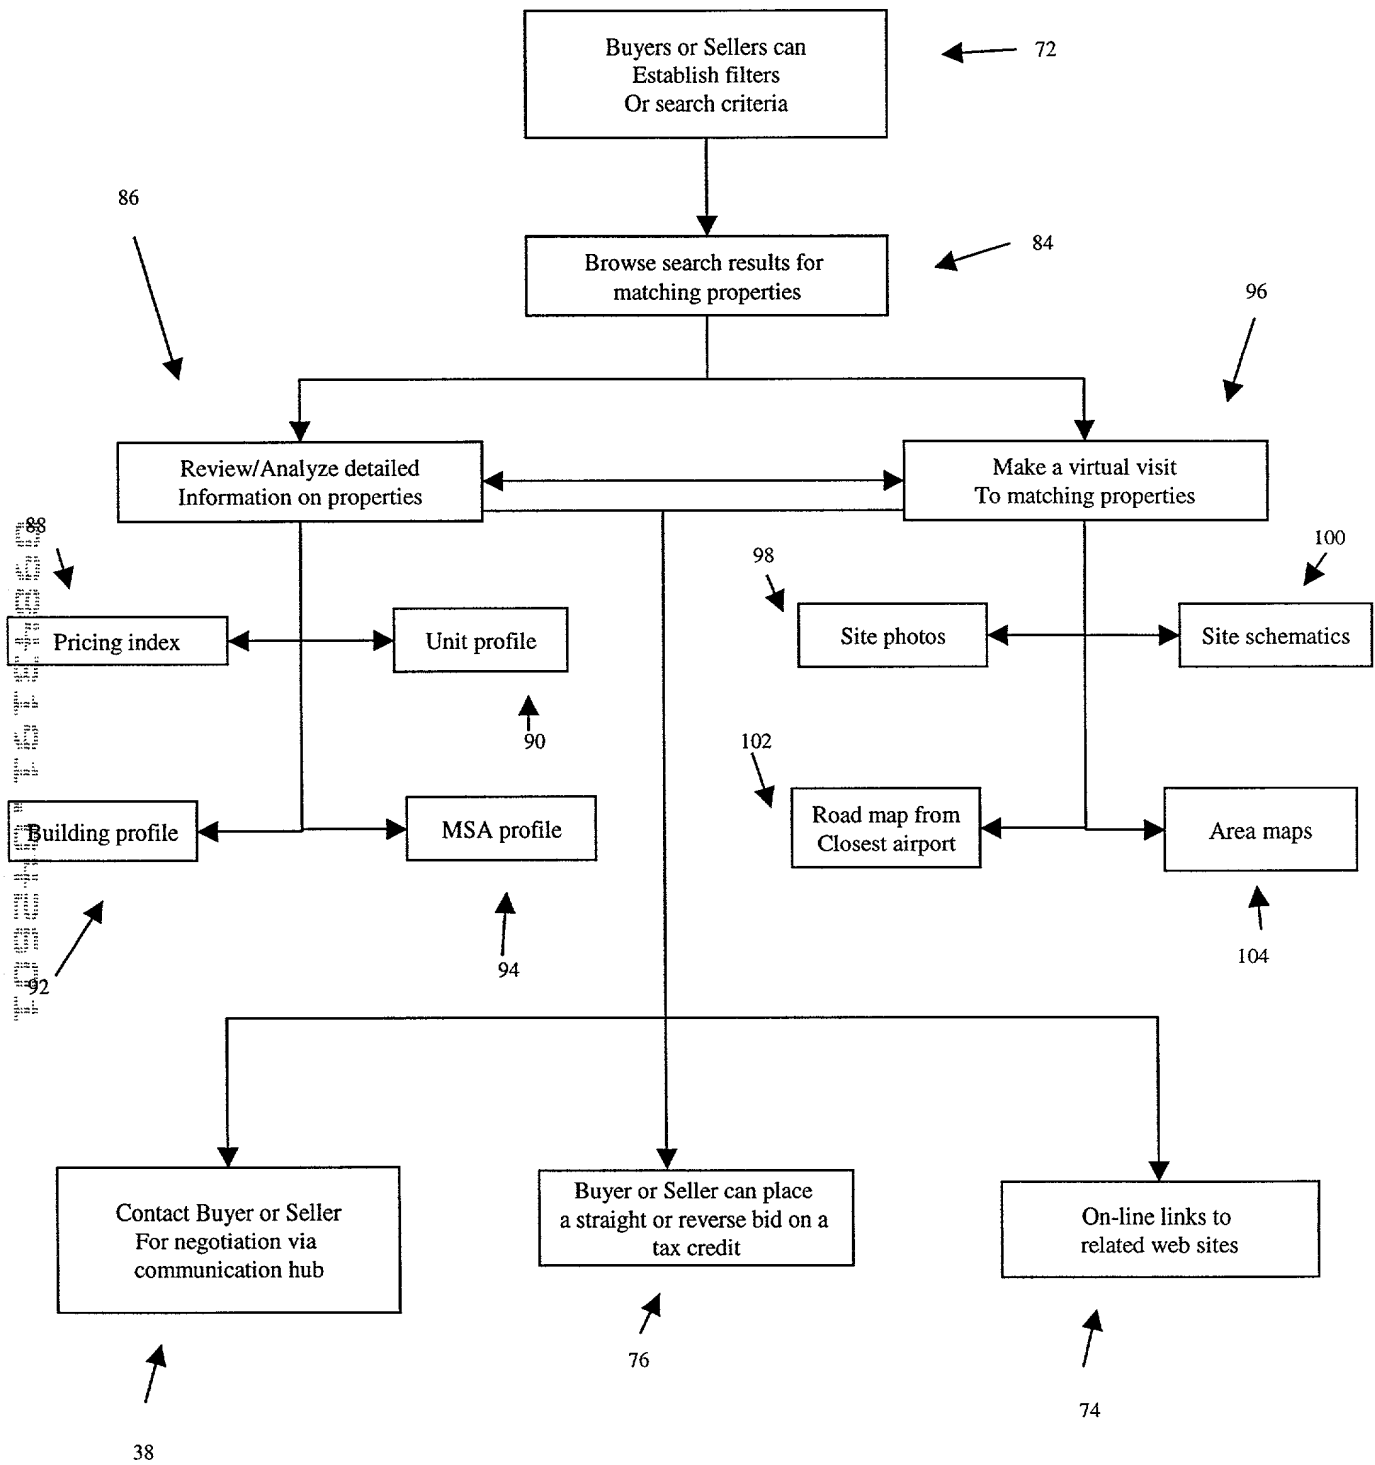 Buyers or Sellers can
Establish filters
Or search criteria
72
86
Browse search results for
matching properties
84
96
Review/Analyze detailed
Information on properties
Make a virtual visit
To matching properties
88
98
100
Pricing index
Unit profile
Site photos
Site schematics
90
102
Building profile
MSA profile
Road map from
Closest airport
Area maps
92
94
104
Contact Buyer or Seller
For negotiation via
communication hub
Buyer or Seller can place
a straight or reverse bid on a
tax credit
On-line links to
related web sites
76
74
38